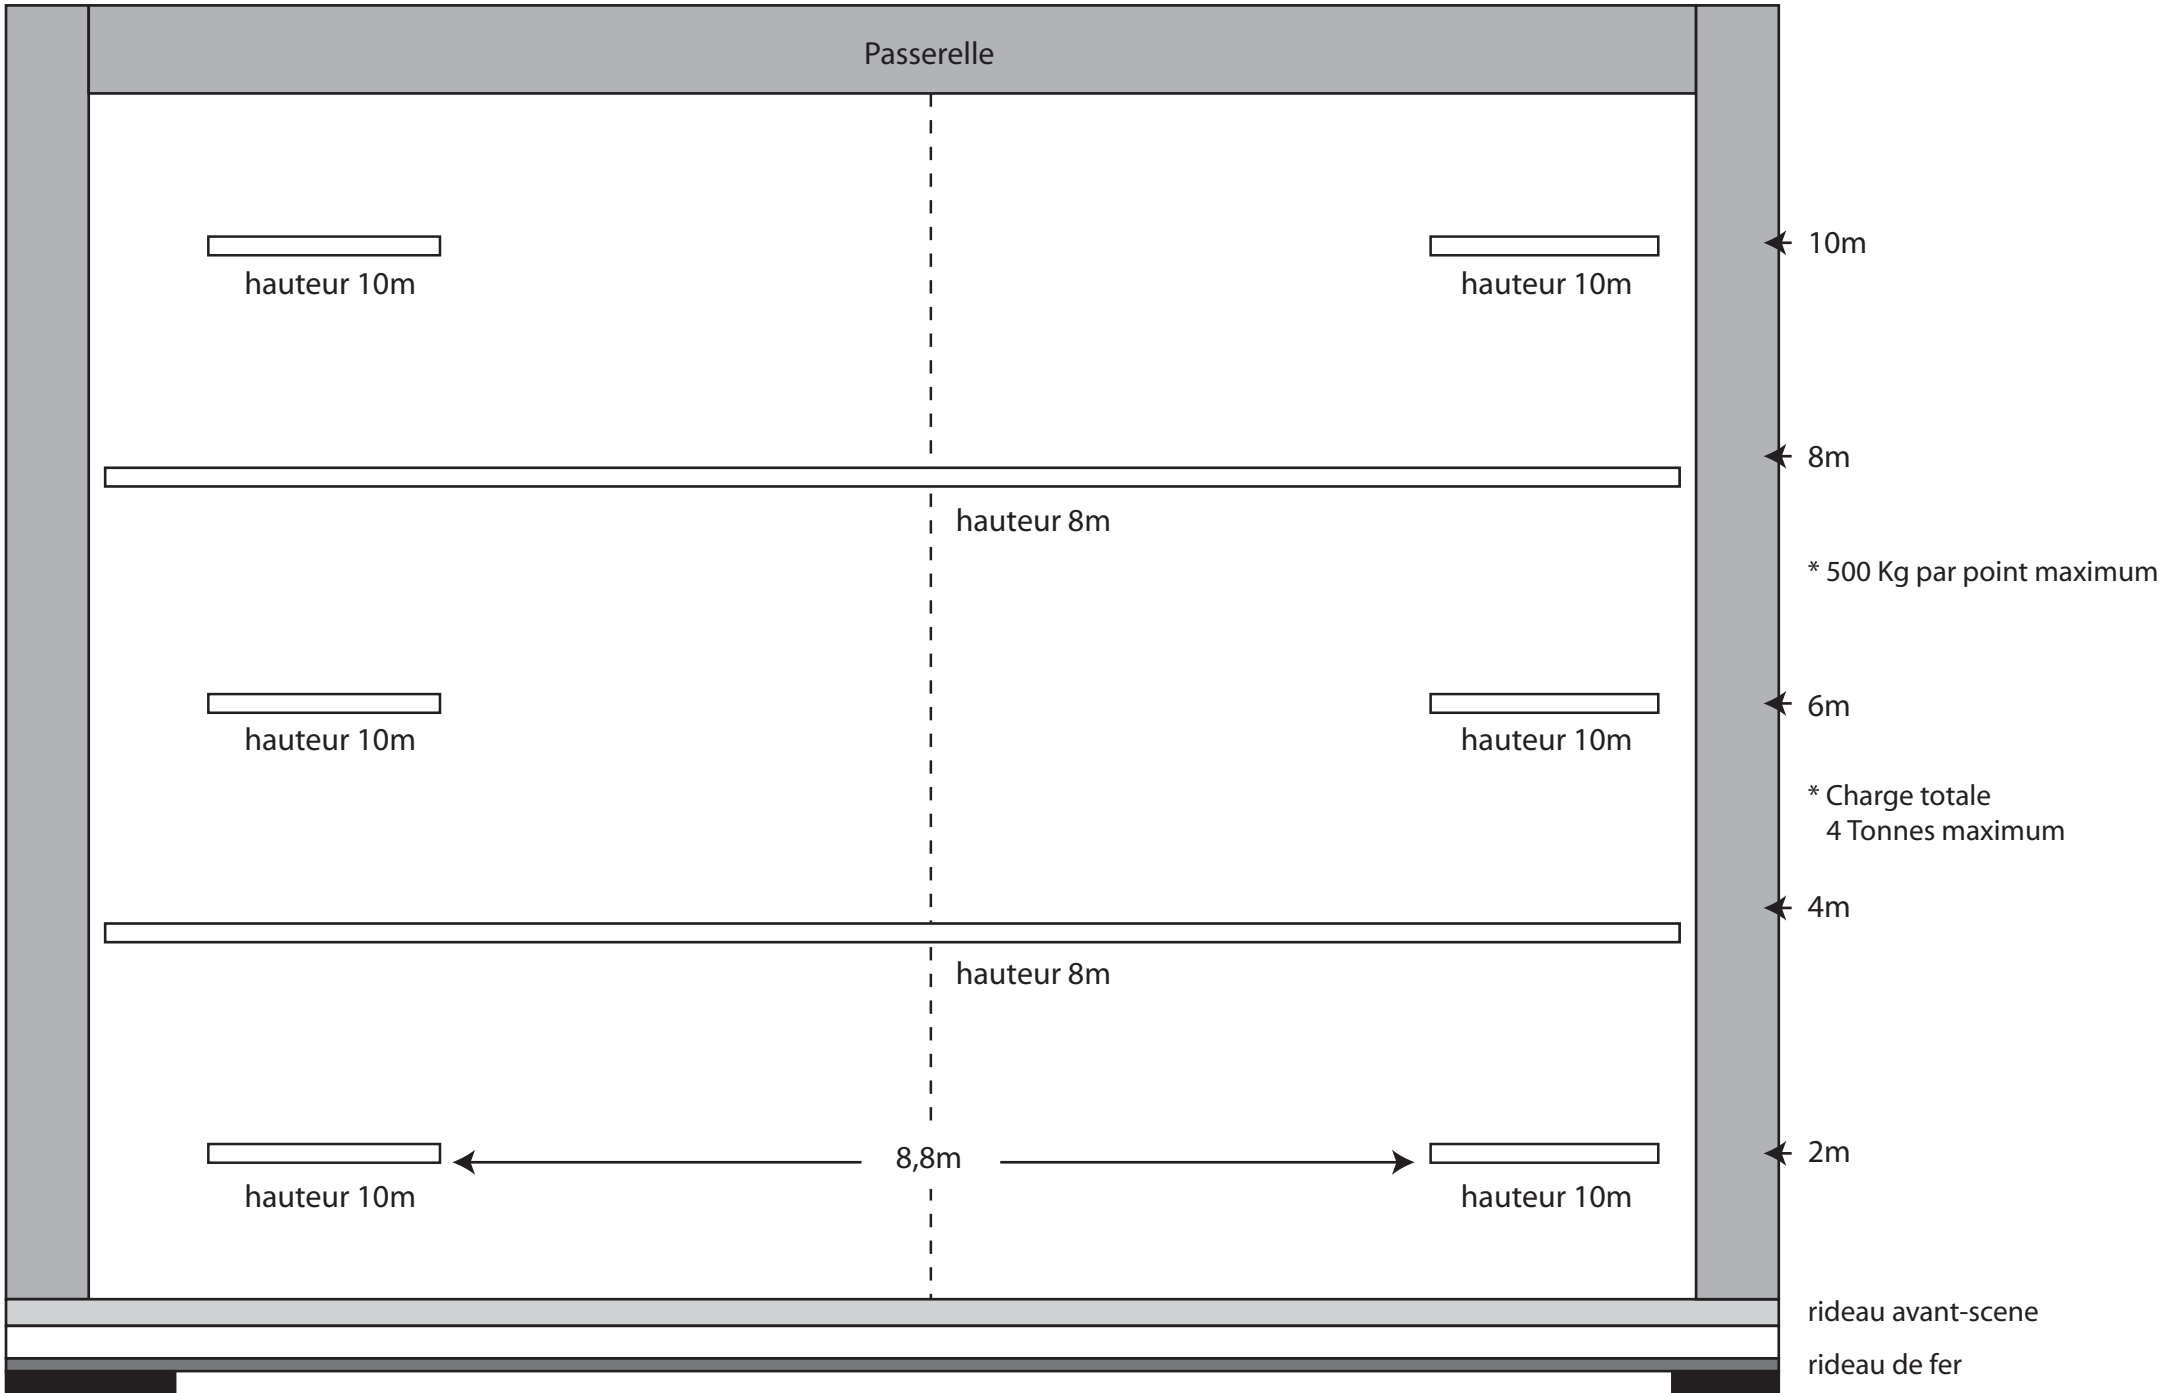 Passerelle
10m
hauteur 10m
hauteur 10m
8m
hauteur 8m
* 500 Kg par point maximum
6m
hauteur 10m
hauteur 10m
* Charge totale
4 Tonnes maximum
4m
hauteur 8m
8,8m
2m
hauteur 10m
hauteur 10m
rideau avant-scene
rideau de fer